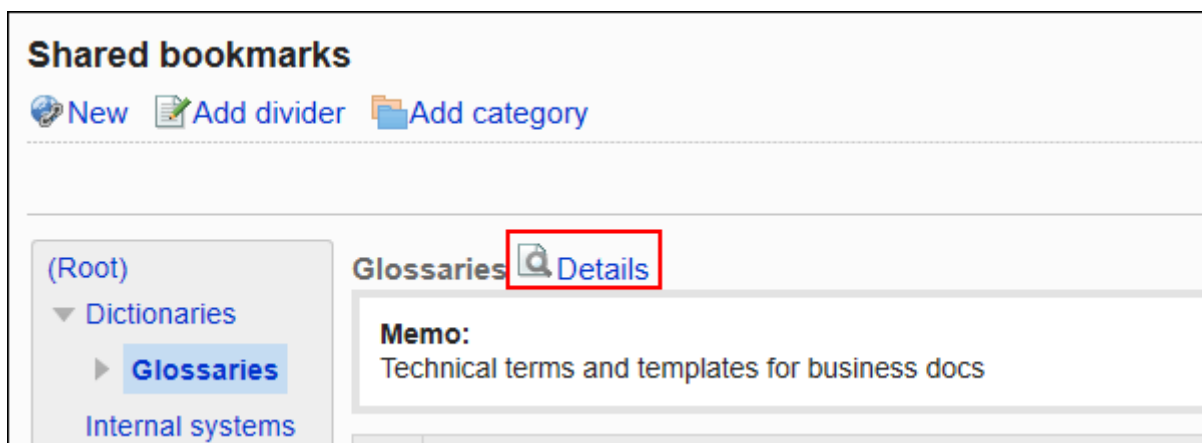 Shared bookmarks
New Add divider Add category
(Root)
Dictionaries
Glossaries
Internal systems
Glossaries Details
Memo:
Technical terms and templates for business docs